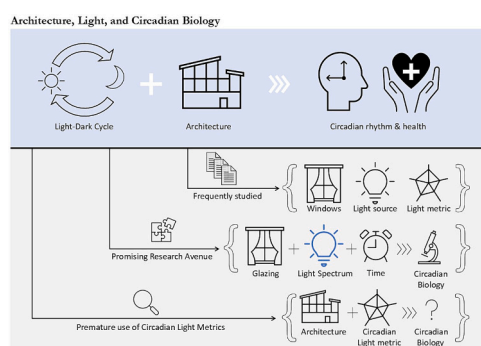 Architecture, Light, and Circadian Biology
Light-Dark Cycle
Architecture
Circadian rhythm & health
Frequently studied
Windows
Light source
Light metric
Promising Research Avenue
Glazing
Light Spectrum
Time
Circadian
Biology
Premature use of Circadian Light Metrics
Architecture
Circadian
Light metric
?
Circadian
Biology